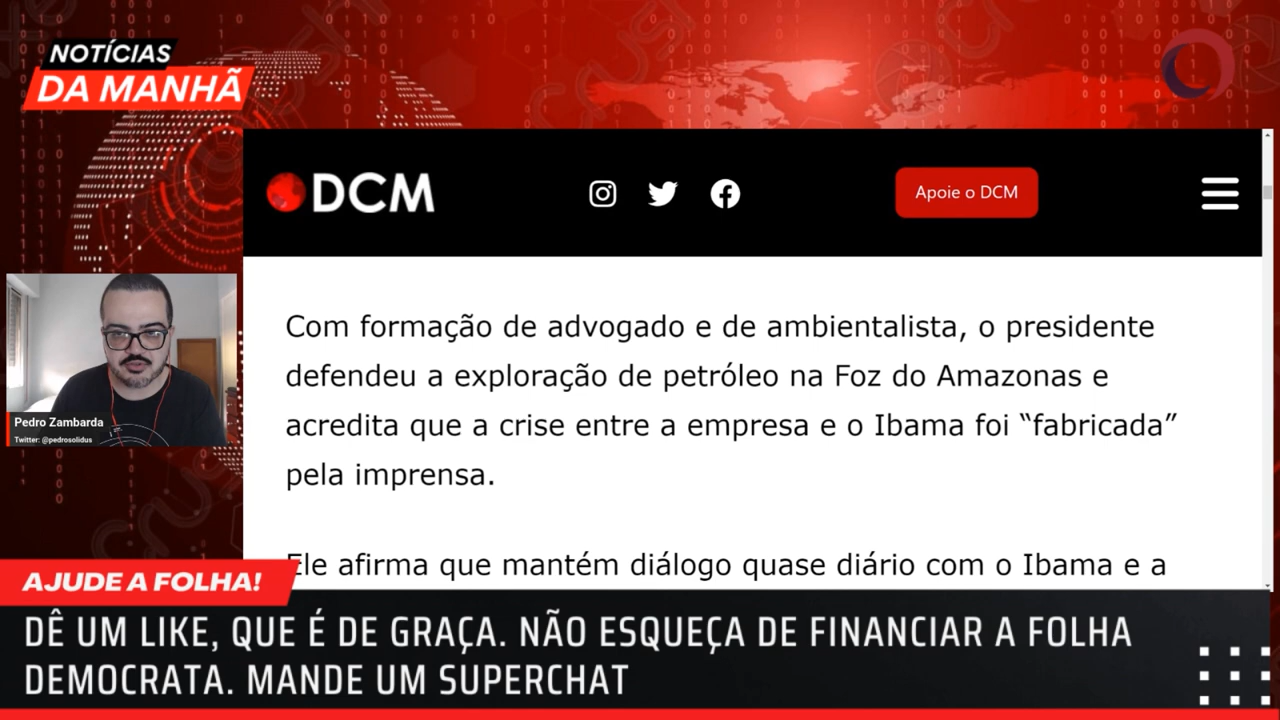 NOTÍCIAS
DA MANHÃ
DCM
Apoie o DCM
Com formação de advogado e de ambientalista, o presidente
defendeu a exploração de petróleo na Foz do Amazonas e
acredita que a crise entre a empresa e o Ibama foi “fabricada”
pela imprensa.
Ele afirma que mantém diálogo quase diário com o Ibama e a
Pedro Zambarda
Twitter: @pedrosolidus
AJUDE A FOLHA!
DÊ UM LIKE, QUE É DE GRAÇA. NÃO ESQUEÇA DE FINANCIAR A FOLHA
DEMOCRATA. MANDE UM SUPERCHAT